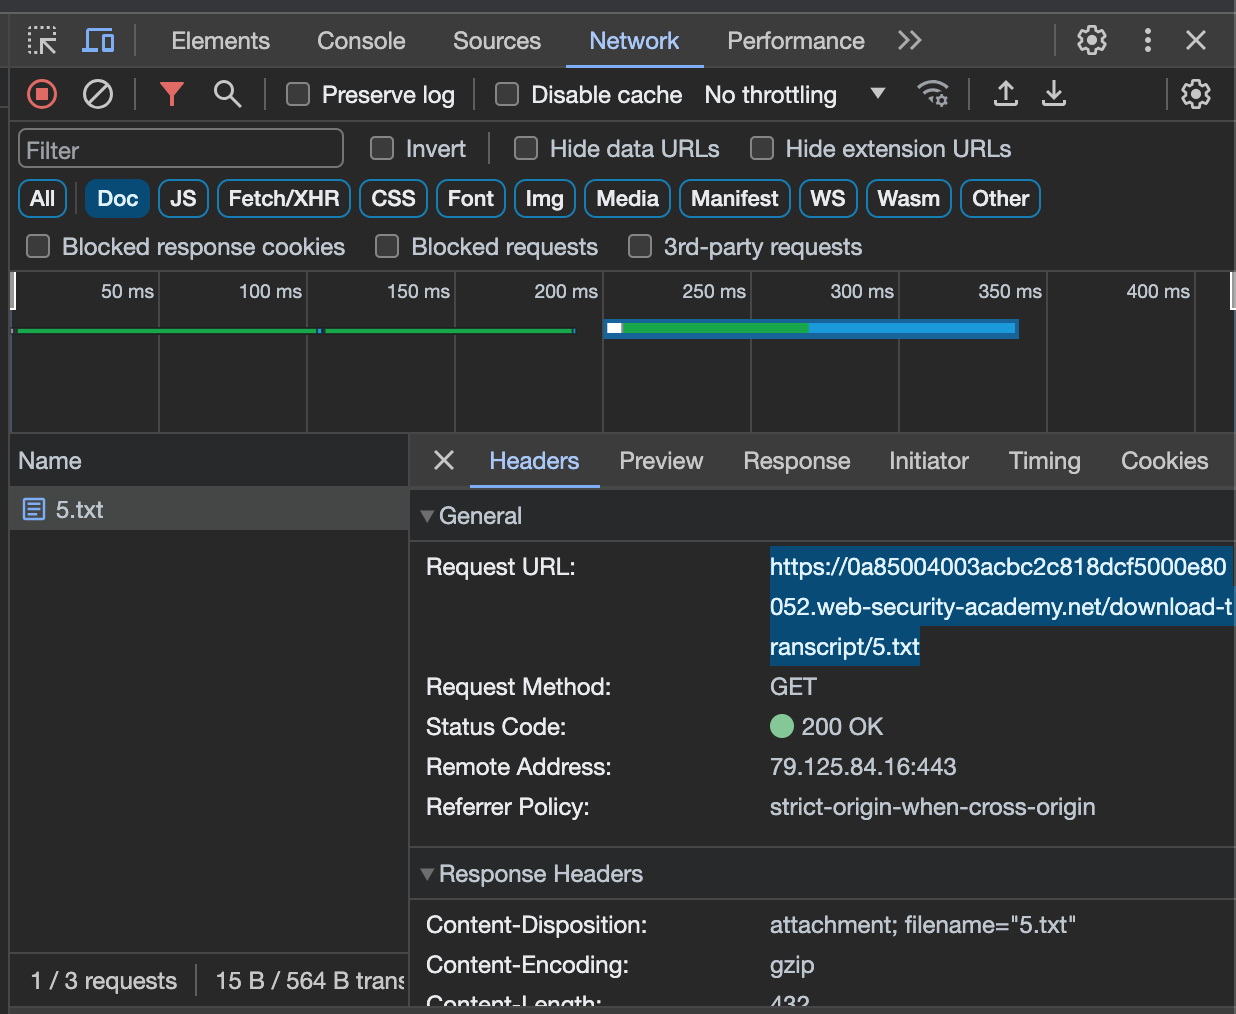 Elements Console Sources Network Performance
Preserve log Disable cache No throttling
Filter Invert Hide data URLs Hide extension URLs
All Doc JS Fetch/XHR CSS Font Img Media Manifest WS Wasm Other
Blocked response cookies Blocked requests 3rd-party requests
50 ms 100 ms 150 ms 200 ms 250 ms 300 ms 350 ms 400 ms
Name Headers Preview Response Initiator Timing Cookies
5.txt
General
Request URL: https://0a85004003acbc2c818dcf5000e80
052.web-security-academy.net/download-t
ranscript/5.txt
Request Method: GET
Status Code: 200 OK
Remote Address: 79.125.84.16:443
Referrer Policy: strict-origin-when-cross-origin
Response Headers
Content-Disposition: attachment; filename="5.txt"
Content-Encoding: gzip
Content-Length: 432
1 / 3 requests 15 B / 564 B trans